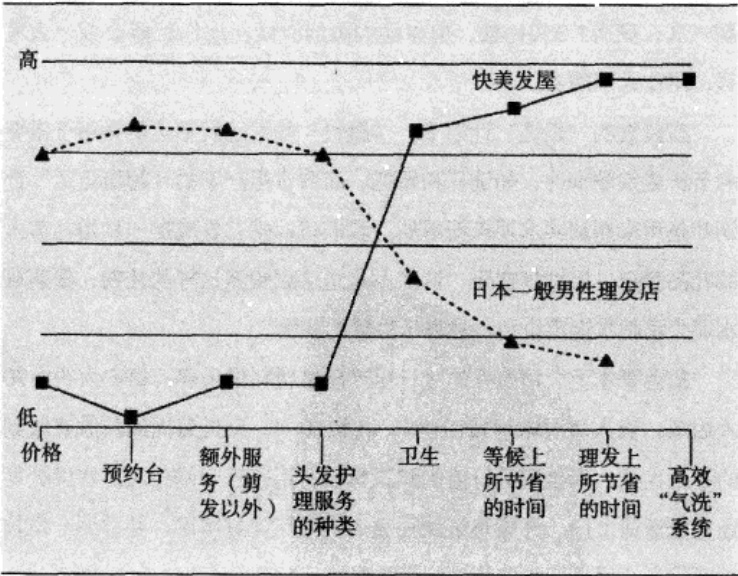 高
快美发屋
日本一般男性理发店
低
价格
预约台
额外服
务（剪
发以外）
头发护
理服务
的种类
卫生
等候上
所节省
的时间
理发上
所节省
的时间
高效
“气洗”
系统